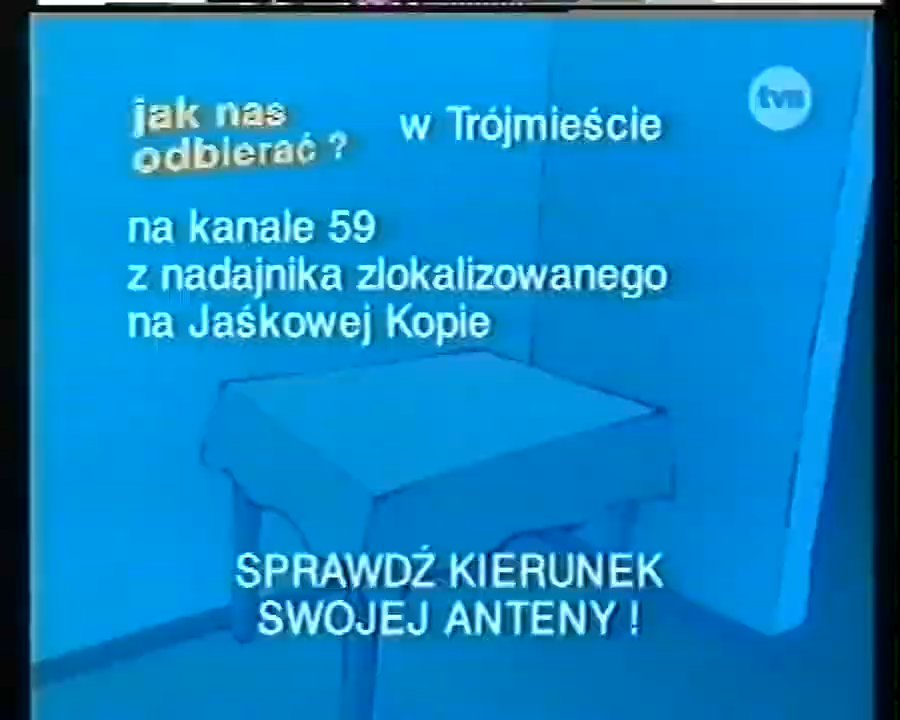 jak nas
odbierać ?
w Trójmieście
tvn
na kanale 59
z nadajnika zlokalizowanego
na Jaśkowej Kopie
SPRAWDŹ KIERUNEK
SWOJEJ ANTENY !